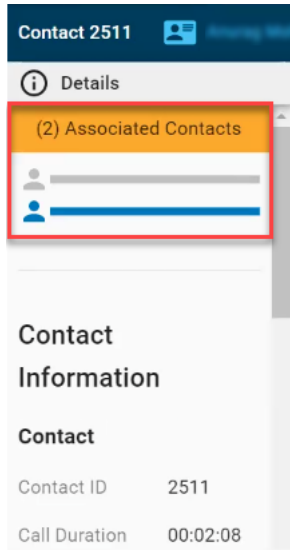 Contact 2511
Details
(2) Associated Contacts
Contact
Information
Contact
Contact ID 2511
Call Duration 00:02:08